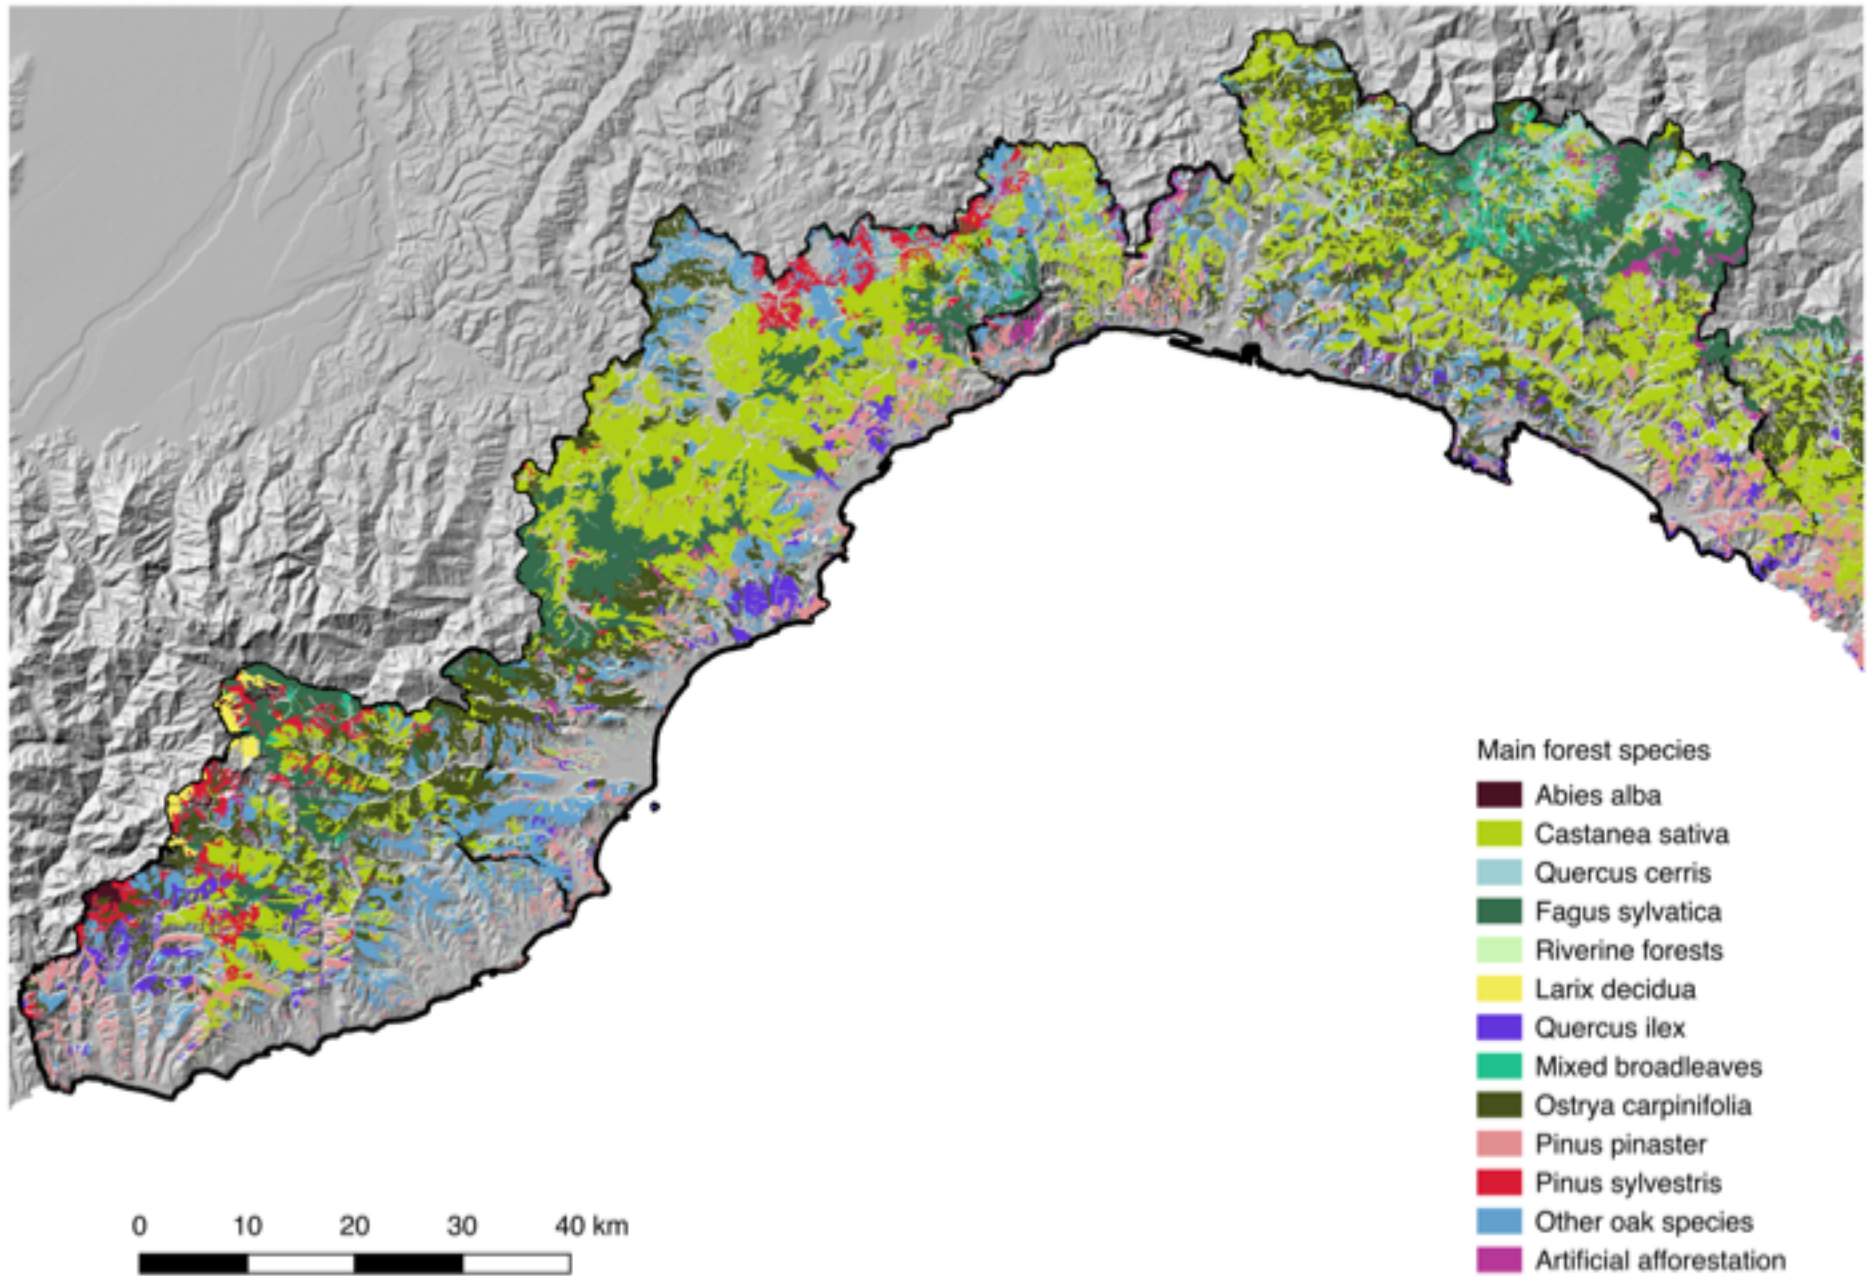 Main forest species
Abies alba
Castanea sativa
Quercus cerris
Fagus sylvatica
Riverine forests
Larix decidua
Quercus ilex
Mixed broadleaves
Ostrya carpinifolia
Pinus pinaster
Pinus sylvestris
Other oak species
Artificial afforestation
0 10 20 30 40 km